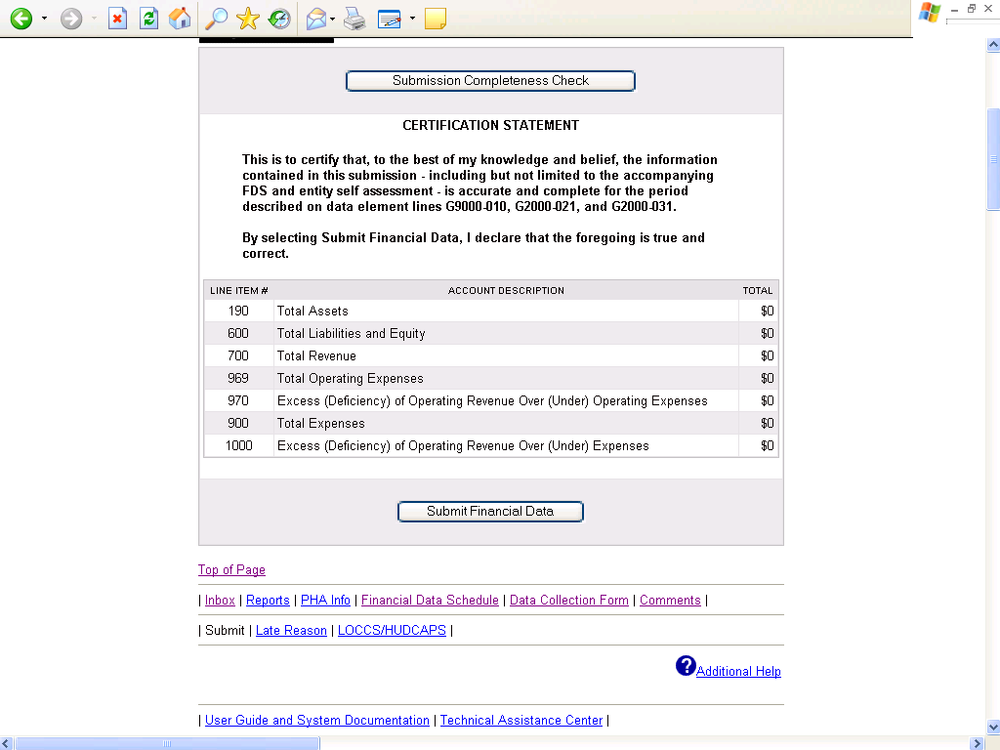 Submission Completeness Check
CERTIFICATION STATEMENT
This is to certify that, to the best of my knowledge and belief, the information
contained in this submission - including but not limited to the accompanying
FDS and entity self assessment - is accurate and complete for the period
described on data element lines G9000-010, G2000-021, and G2000-031.
By selecting Submit Financial Data, I declare that the foregoing is true and
correct.
LINE ITEM # ACCOUNT DESCRIPTION TOTAL
190 Total Assets $0
600 Total Liabilities and Equity $0
700 Total Revenue $0
969 Total Operating Expenses $0
970 Excess (Deficiency) of Operating Revenue Over (Under) Operating Expenses $0
900 Total Expenses $0
1000 Excess (Deficiency) of Operating Revenue Over (Under) Expenses $0
Submit Financial Data
Top of Page
| Inbox | Reports | PHA Info | Financial Data Schedule | Data Collection Form | Comments |
| Submit | Late Reason | LOCCS/HUDCAPS |
? Additional Help
| User Guide and System Documentation | Technical Assistance Center |